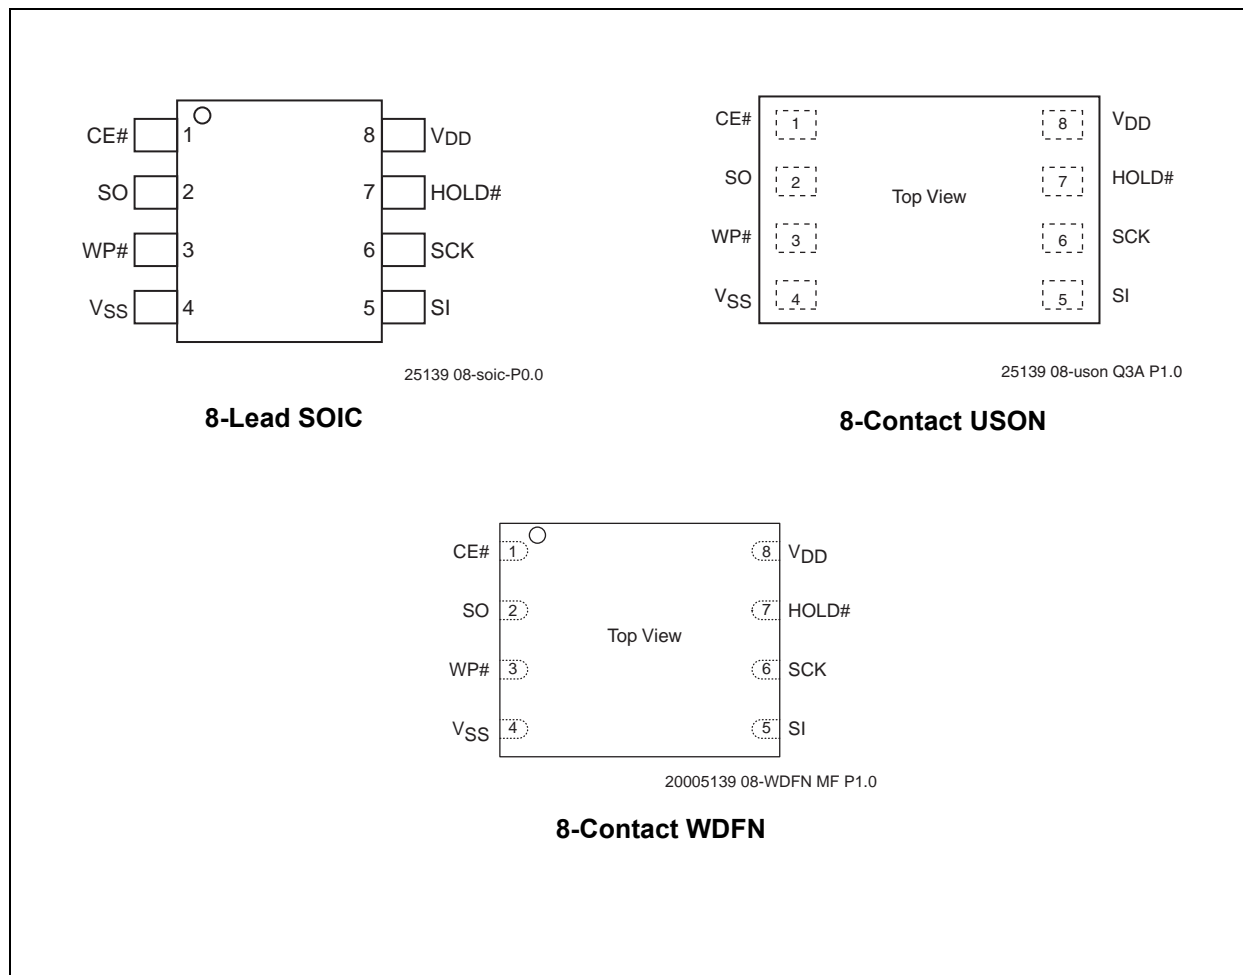 CE# 1 8 VDD
SO 2 7 HOLD#
WP# 3 6 SCK
VSS 4 5 SI
25139 08-soic-P0.0
8-Lead SOIC
CE# 1 8 VDD
SO 2 Top View 7 HOLD#
WP# 3 6 SCK
VSS 4 5 SI
25139 08-uson Q3A P1.0
8-Contact USON
CE# 1 8 VDD
SO 2 7 HOLD#
Top View
WP# 3 6 SCK
VSS 4 5 SI
20005139 08-WDFN MF P1.0
8-Contact WDFN